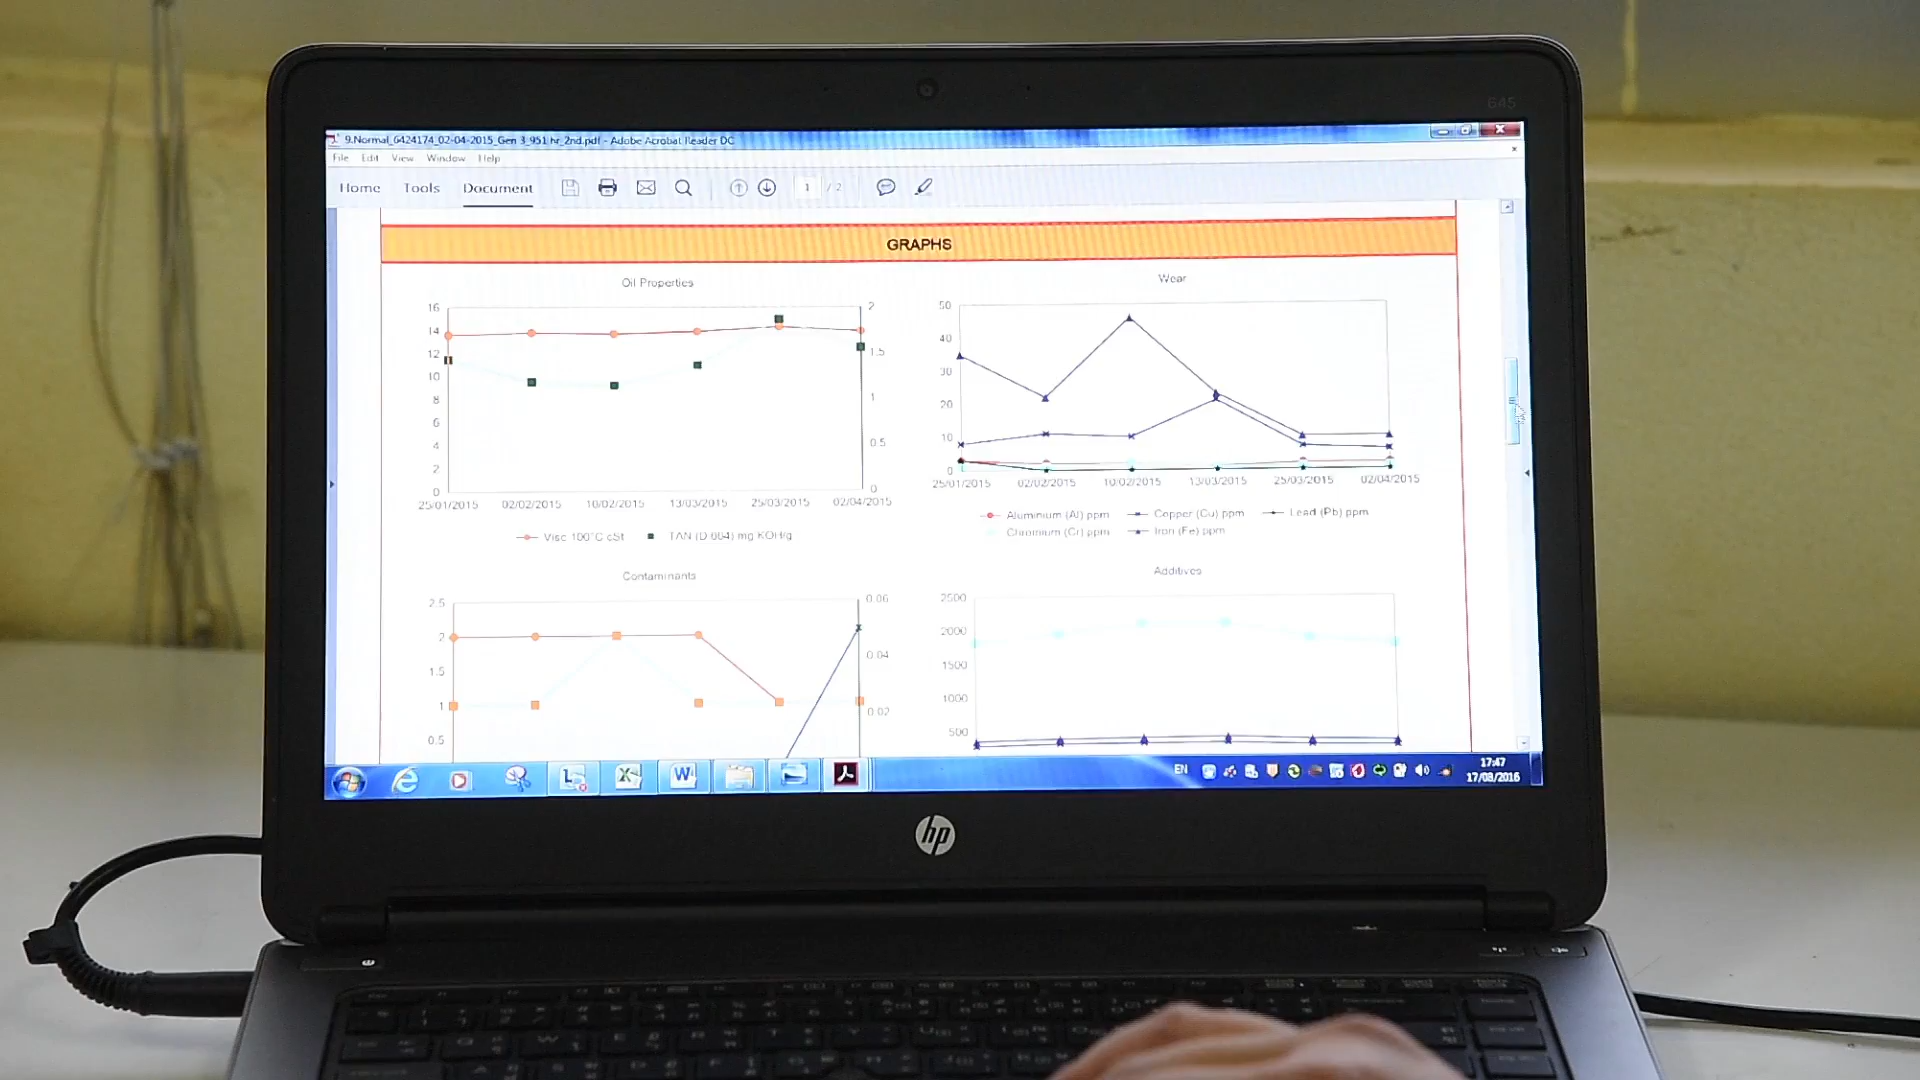 645
9.Normal_6424174_02-04-2015_Gen 3_951 hr_2nd.pdf - Adobe Acrobat Reader DC
File Edit View Window Help
Home Tools Document 1 / 2
GRAPHS
Oil Properties
16
14
12
10
8
6
4
2
0
2
1.5
1
0.5
0
25/01/2015 02/02/2015 10/02/2015 13/03/2015 25/03/2015 02/04/2015
Visc 100°C cSt TAN (D 664) mg KOH/g
Wear
50
40
30
20
10
0
25/01/2015 02/02/2015 10/02/2015 13/03/2015 25/03/2015 02/04/2015
Aluminium (Al) ppm Copper (Cu) ppm Lead (Pb) ppm
Chromium (Cr) ppm Iron (Fe) ppm
Contaminants
2.5
2
1.5
1
0.5
0.06
0.04
0.02
Additives
2500
2000
1500
1000
500
EN
17:47
17/08/2016
hp